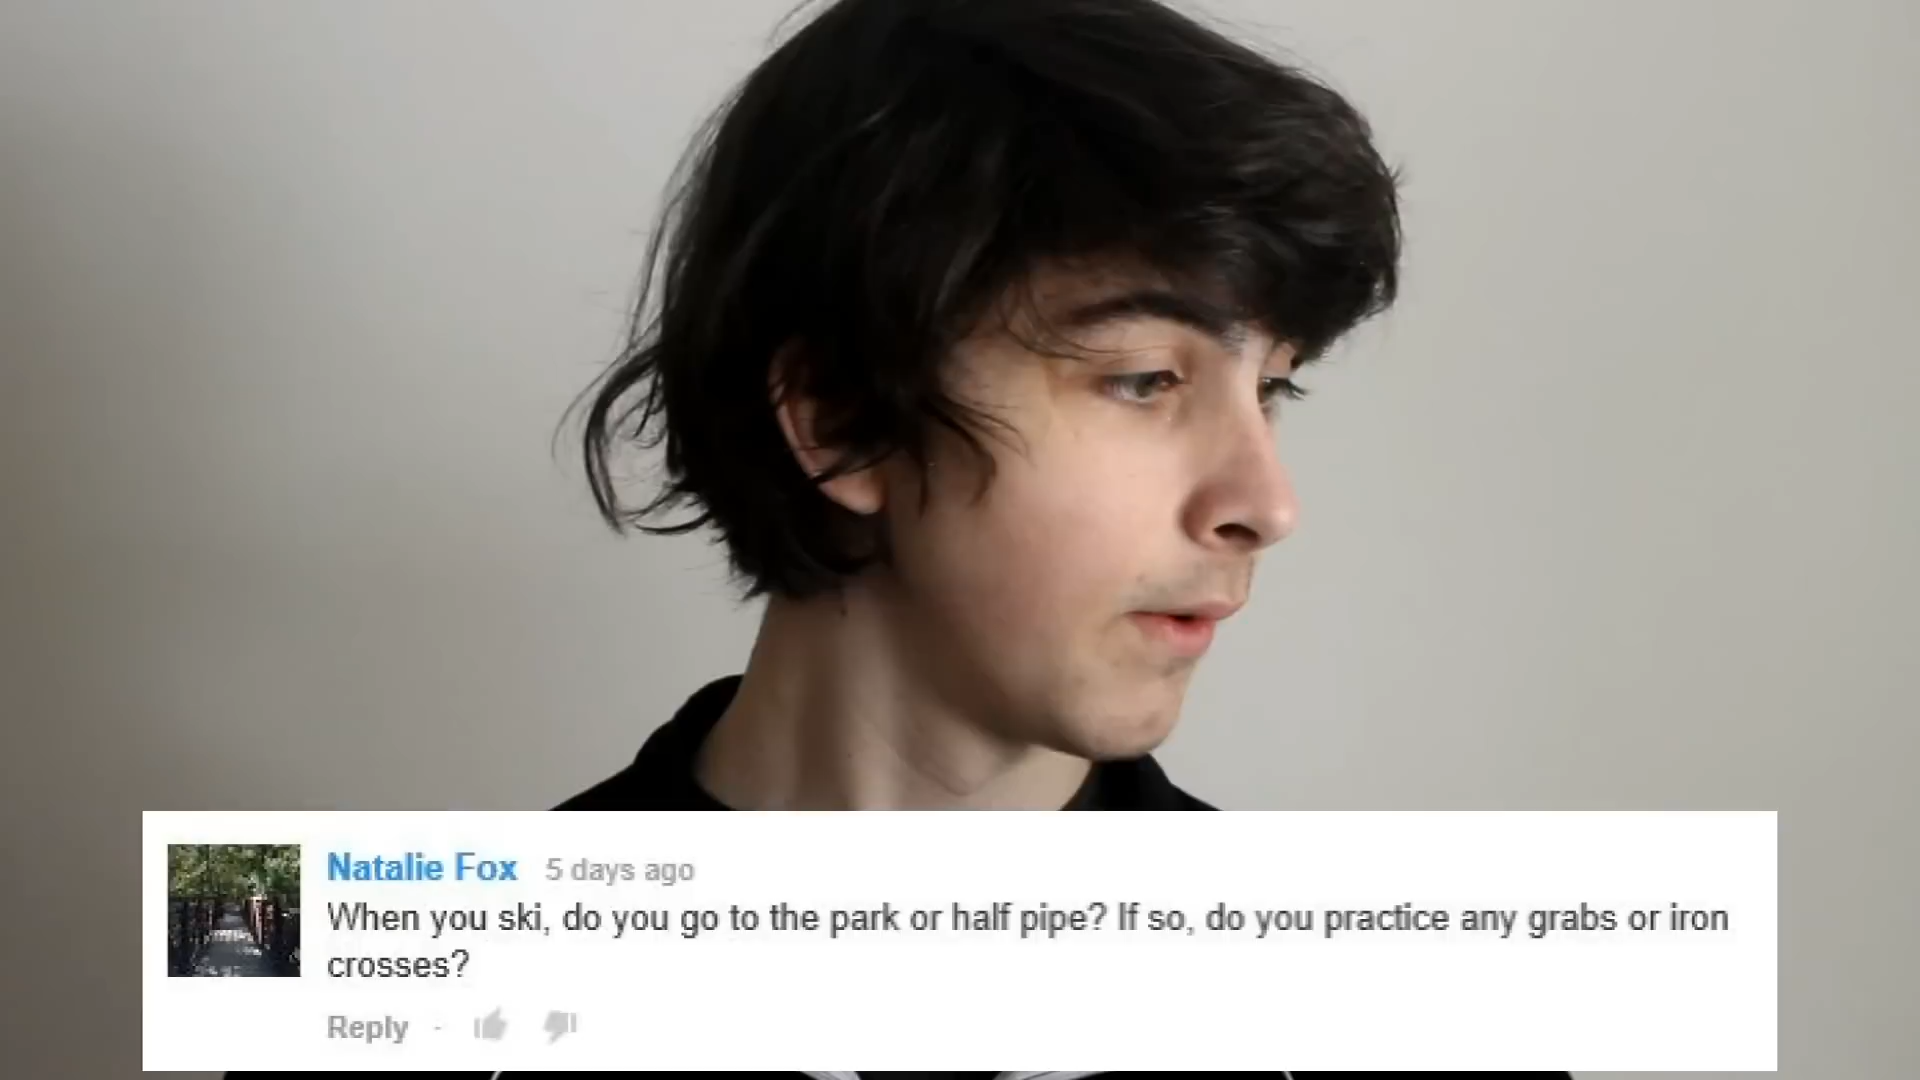 Natalie Fox 5 days ago
When you ski, do you go to the park or half pipe? If so, do you practice any grabs or iron
crosses?
Reply ·